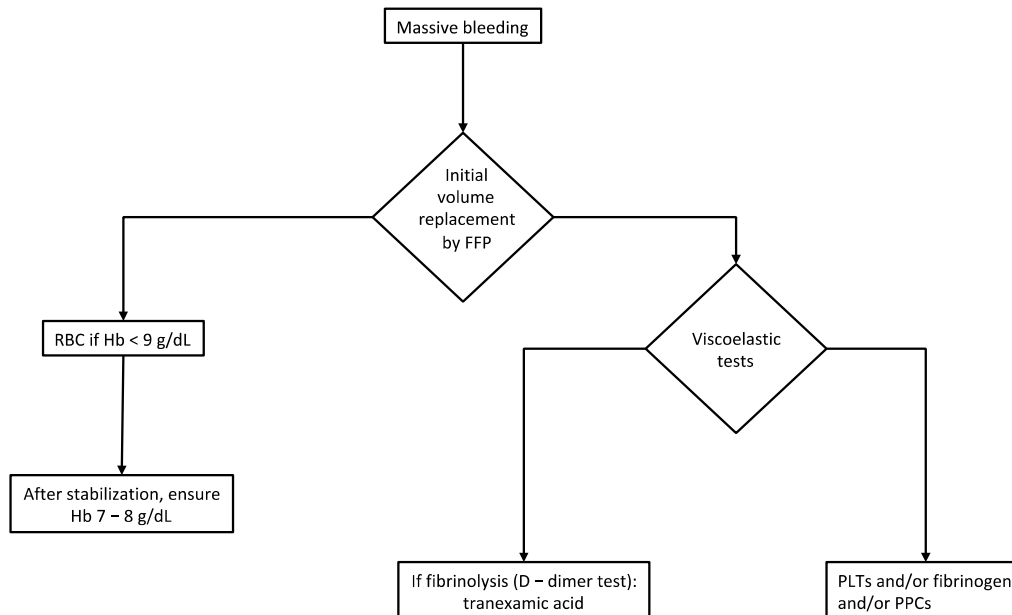 Massive bleeding
Initial
volume
replacement
by FFP
RBC if Hb < 9 g/dL
Viscoelastic
tests
After stabilization, ensure
Hb 7 – 8 g/dL
If fibrinolysis (D – dimer test):
tranexamic acid
PLTs and/or fibrinogen
and/or PPCs